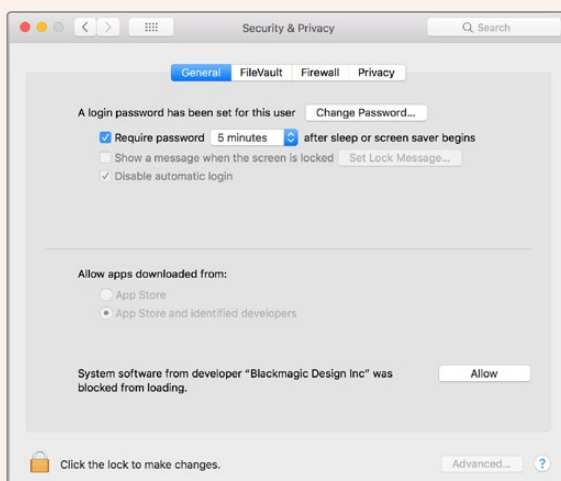 Security & Privacy
Search
General FileVault Firewall Privacy
A login password has been set for this user Change Password...
Require password 5 minutes after sleep or screen saver begins
Show a message when the screen is locked Set Lock Message...
Disable automatic login
Allow apps downloaded from:
App Store
App Store and identified developers
System software from developer “Blackmagic Design Inc” was Allow
blocked from loading.
Click the lock to make changes. Advanced... ?